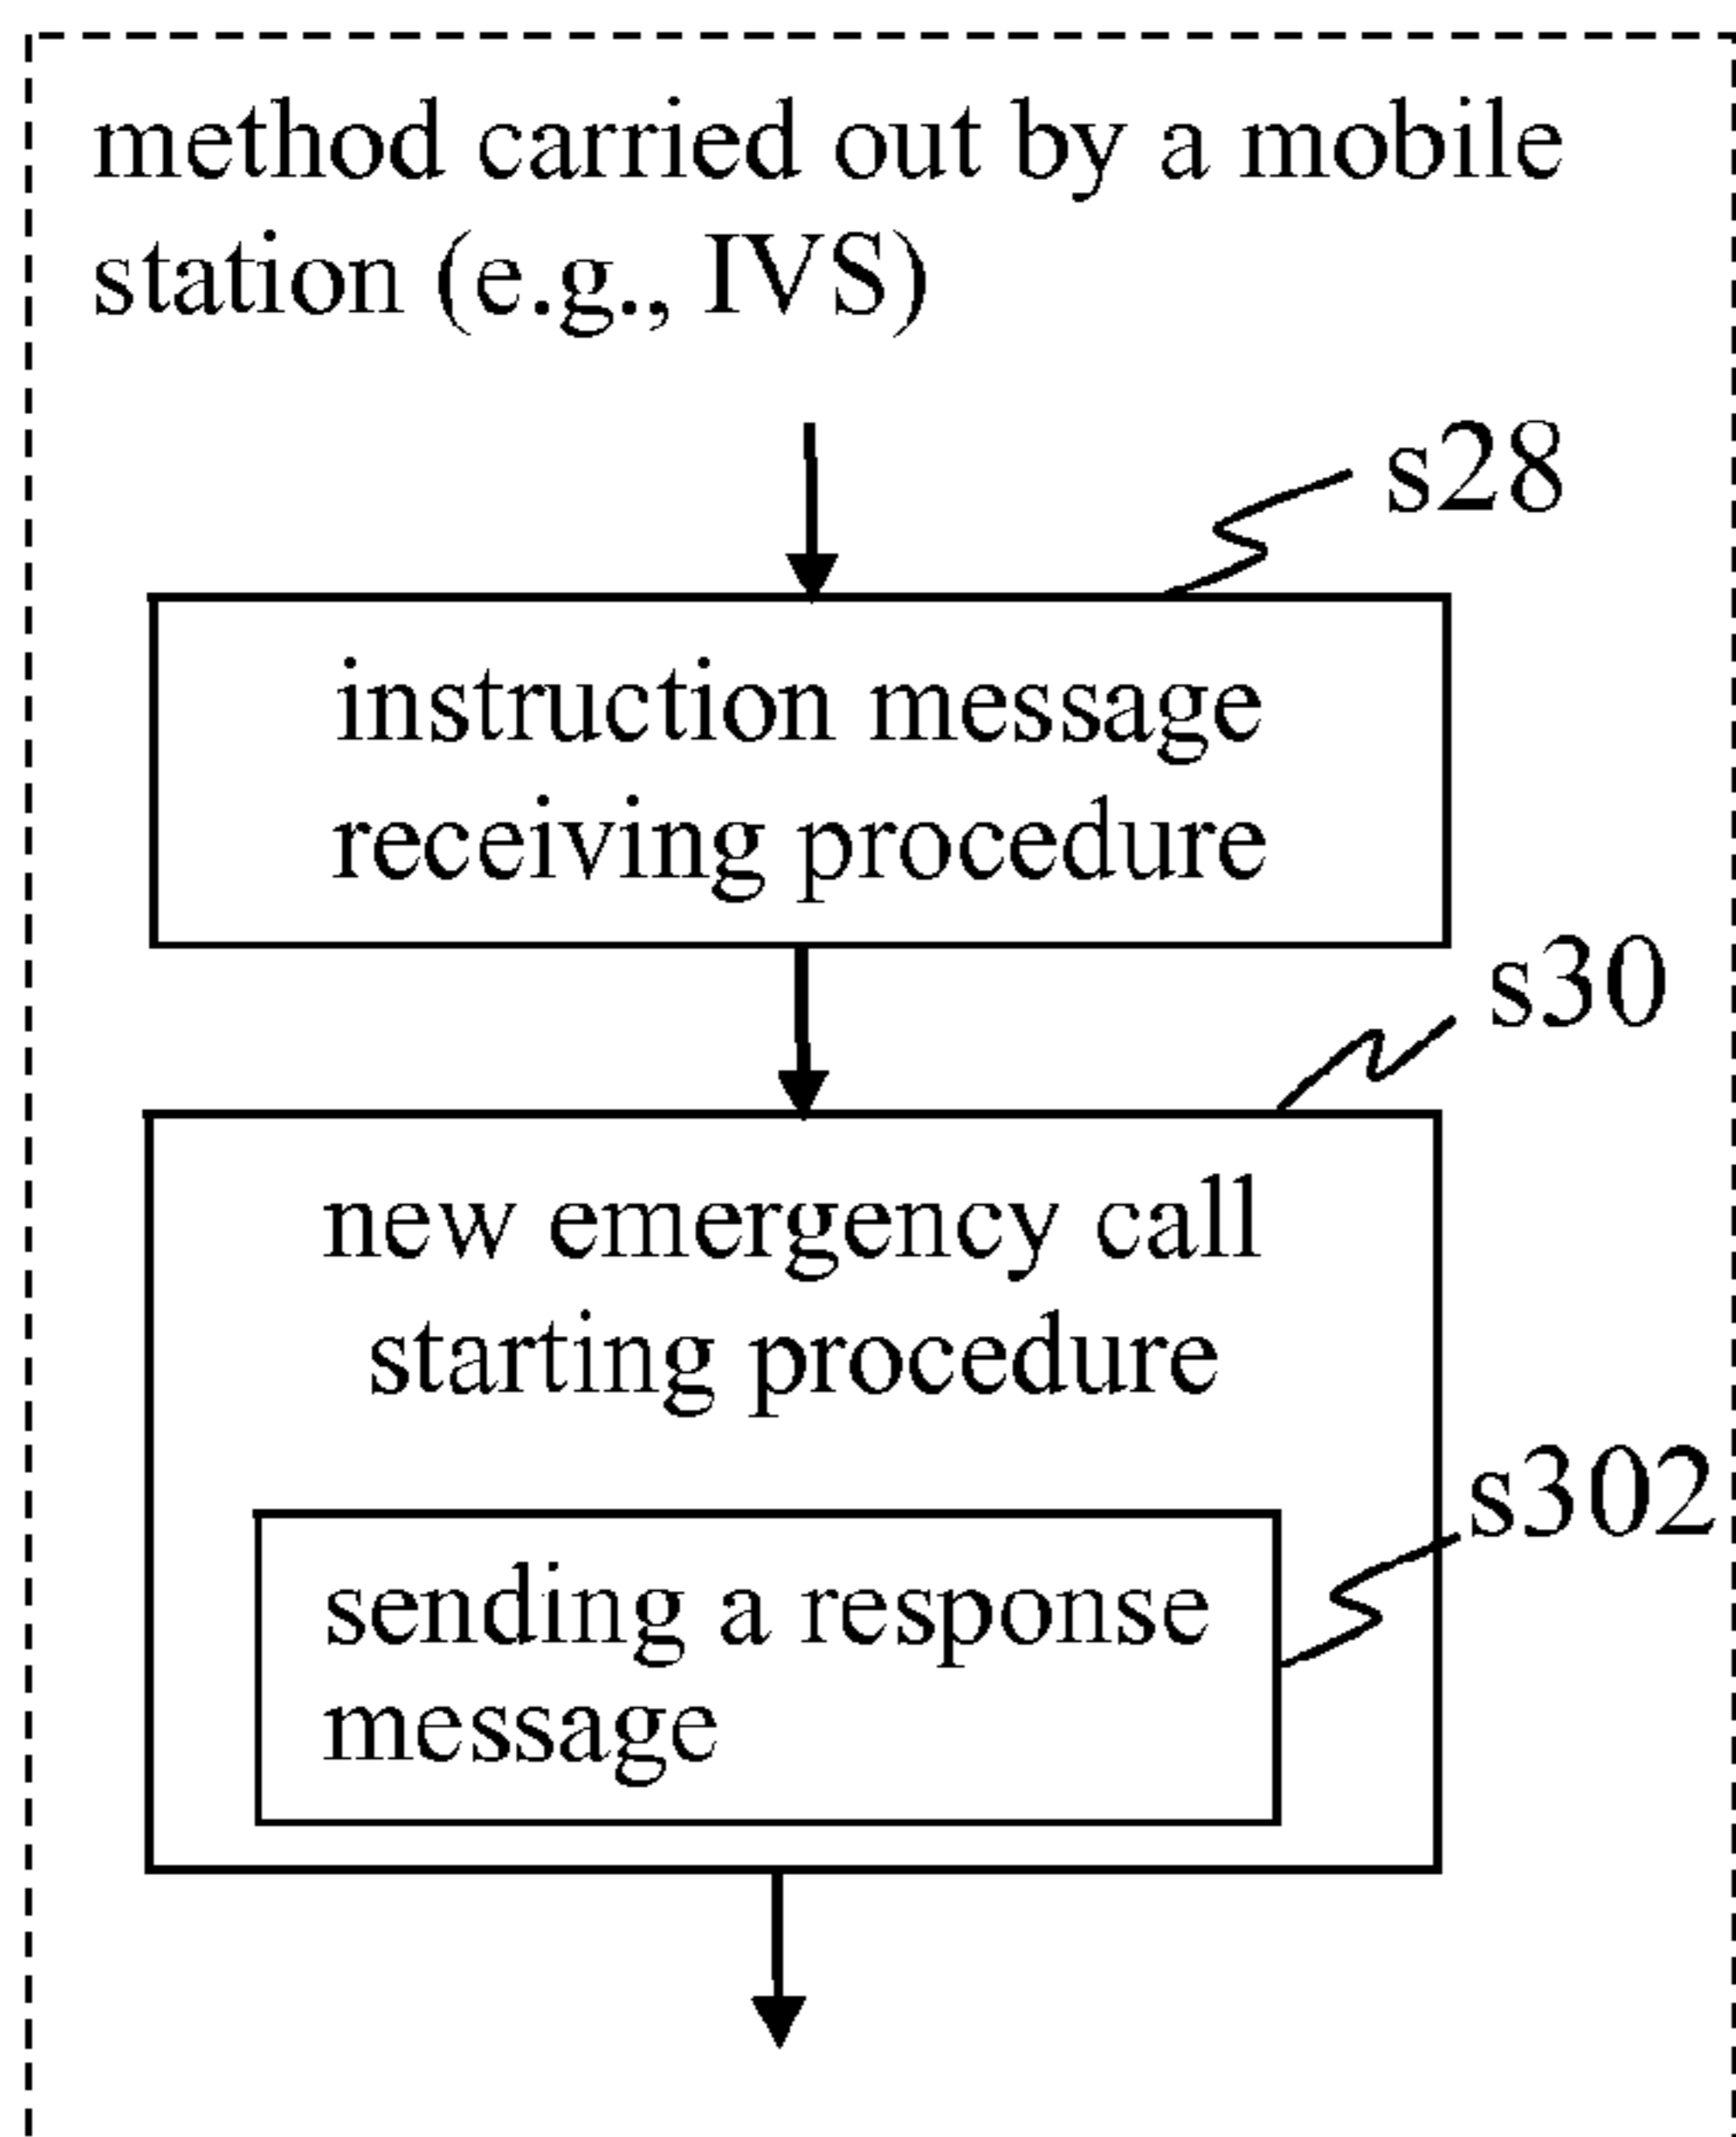 method carried out by a mobile
station (e.g., IVS)
s28
instruction message
receiving procedure
s30
new emergency call
starting procedure
s302
sending a response
message